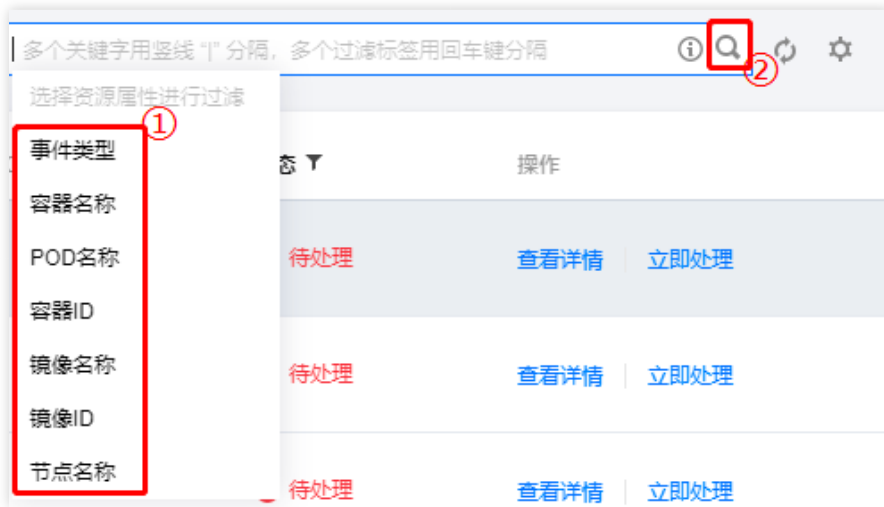 多个关键字用竖线 "|" 分隔，多个过滤标签用回车键分隔
②
选择资源属性进行过滤
①
事件类型
态 操作
容器名称
POD名称
待处理 查看详情 立即处理
容器ID
镜像名称
待处理 查看详情 立即处理
镜像ID
节点名称
待处理 查看详情 立即处理